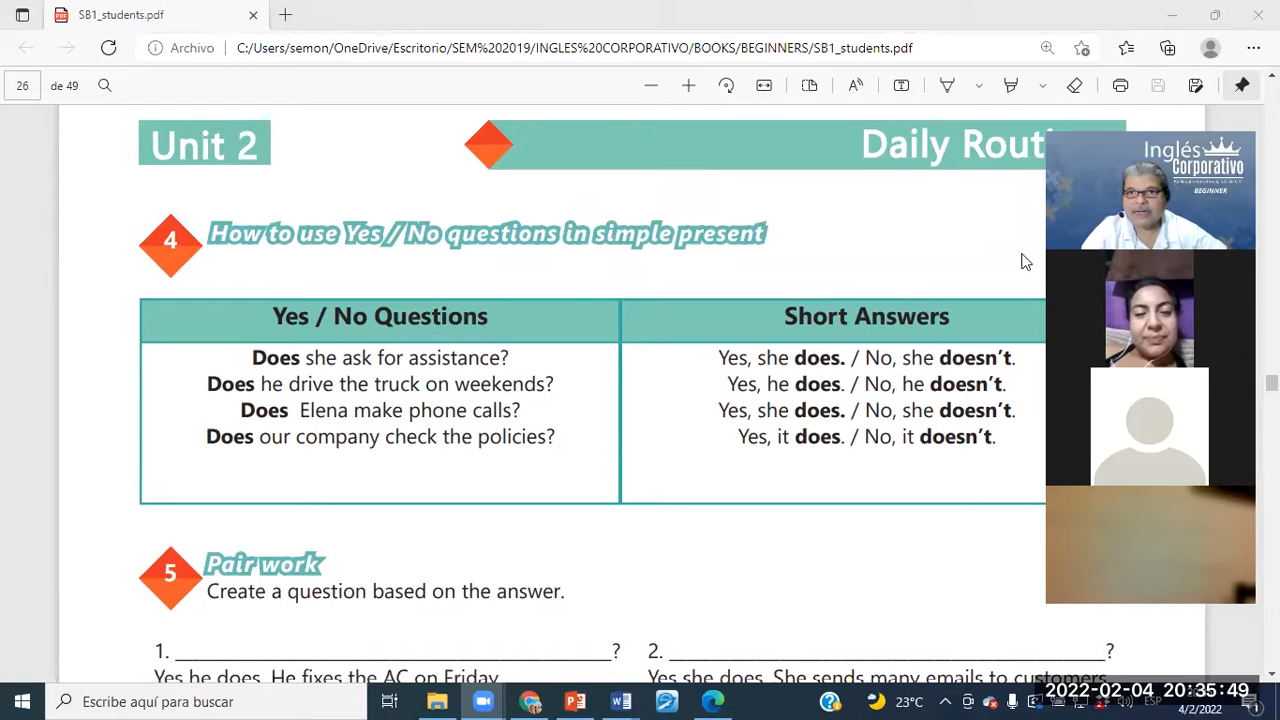 SB1_students.pdf
Archivo C:/Users/semon/OneDrive/Escritorio/SEM%202019/INGLES%20CORPORATIVO/BOOKS/BEGINNERS/SB1_students.pdf
26 de 49
Unit 2
Daily Routi
Inglés
Corporativo
BEGINNER
4 How to use Yes / No questions in simple present
Yes / No Questions Short Answers
Does she ask for assistance? Yes, she does. / No, she doesn't.
Does he drive the truck on weekends? Yes, he does. / No, he doesn't.
Does Elena make phone calls? Yes, she does. / No, she doesn't.
Does our company check the policies? Yes, it does. / No, it doesn't.
5 Pair work
Create a question based on the answer.
1. ? 2. ?
Yes he does. He fixes the AC on Friday Yes she does. She sends many emails to customers
Escribe aquí para buscar
23°C
ESP
2022-02-04 20:35:49
4/2/2022